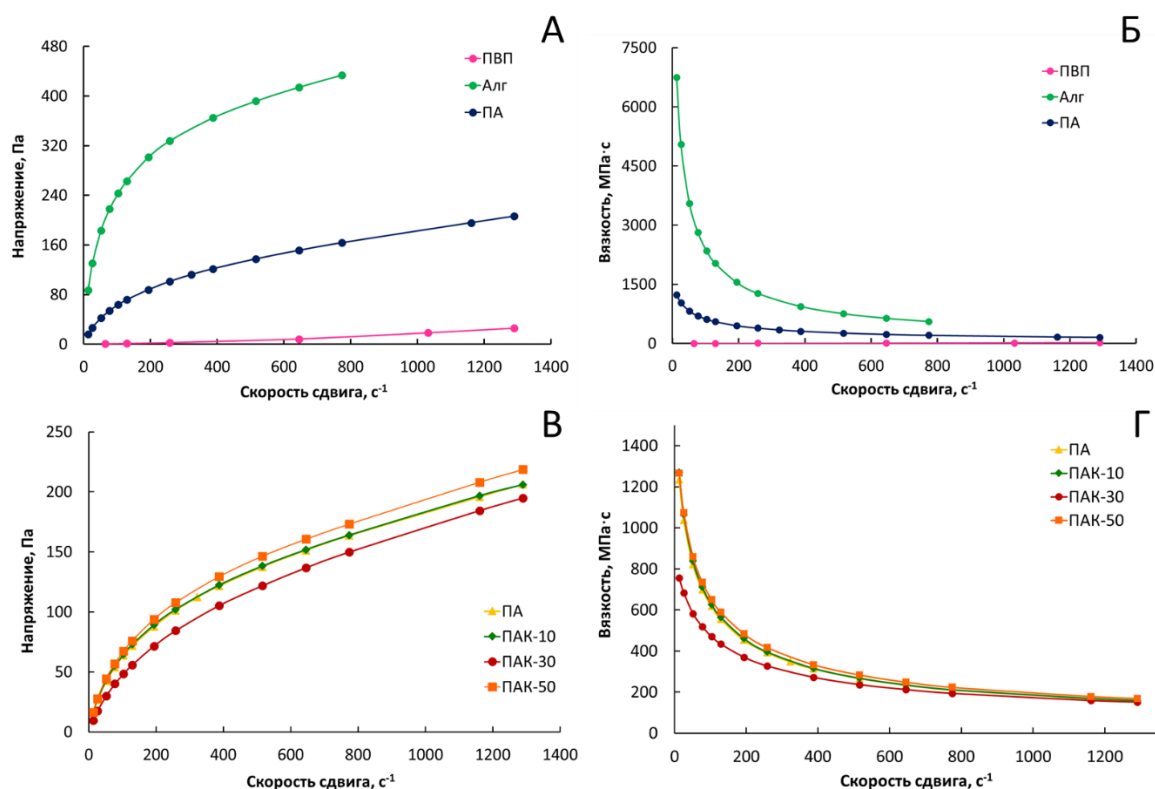 А
480
400
320
240
160
80
0
Напряжение, Па
ПВП
Алг
ПА
0 200 400 600 800 1000 1200 1400
Скорость сдвига, с-1
Б
7500
6000
4500
3000
1500
0
Вязкость, МПа·с
ПВП
Алг
ПА
0 200 400 600 800 1000 1200 1400
Скорость сдвига, с-1
В
250
200
150
100
50
0
Напряжение, Па
ПА
ПАК-10
ПАК-30
ПАК-50
0 200 400 600 800 1000 1200 1400
Скорость сдвига, с-1
Г
1400
1200
1000
800
600
400
200
0
Вязкость, МПа·с
ПА
ПАК-10
ПАК-30
ПАК-50
0 200 400 600 800 1000 1200
Скорость сдвига, с-1